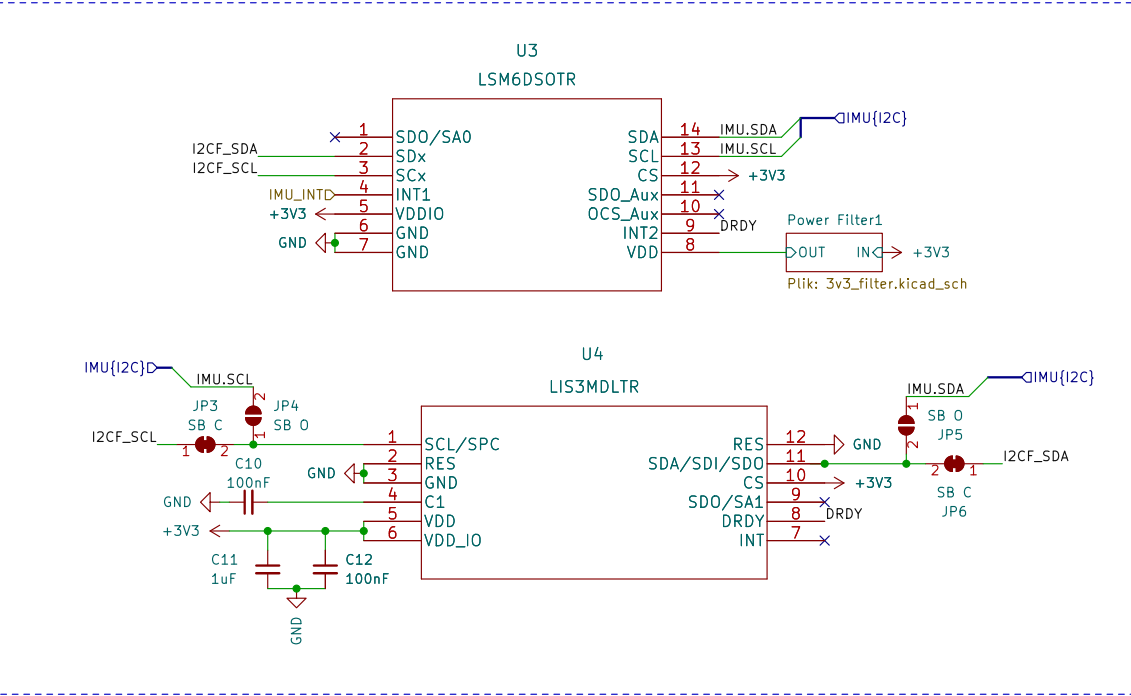 U3
LSM6DSOTR
1 SDO/SA0 SDA 14 IMU.SDA IMU{I2C}
I2CF_SDA 2 SDx SCL 13 IMU.SCL
I2CF_SCL 3 SCx CS 12 +3V3
IMU_INT 4 INT1 SDO_Aux 11
+3V3 5 VDDIO OCS_Aux 10
6 GND INT2 9 DRDY
GND 7 GND VDD 8
Power Filter1
OUT IN +3V3
Plik: 3v3_filter.kicad_sch
U4
LIS3MDLTR
IMU{I2C} IMU.SCL
JP3 SB C 1 2
JP4 SB O 2 1
IMU.SDA IMU{I2C}
SB O JP5 1 2
I2CF_SCL 1 SCL/SPC RES 12 GND
2 RES SDA/SDI/SDO 11 2 1 I2CF_SDA
SB C
JP6
GND 3 GND CS 10 +3V3
C10
100nF
GND 4 C1 SDO/SA1 9
5 VDD DRDY 8 DRDY
+3V3 6 VDD_IO INT 7
C11
1uF
C12
100nF
GND